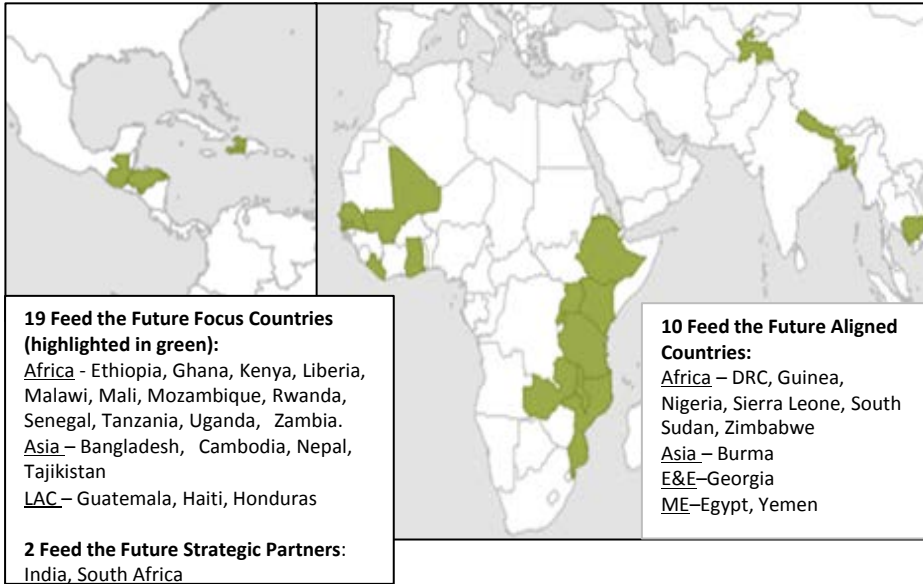 19 Feed the Future Focus Countries
(highlighted in green):
Africa - Ethiopia, Ghana, Kenya, Liberia,
Malawi, Mali, Mozambique, Rwanda,
Senegal, Tanzania, Uganda, Zambia.
Asia – Bangladesh, Cambodia, Nepal,
Tajikistan
LAC – Guatemala, Haiti, Honduras
2 Feed the Future Strategic Partners:
India, South Africa
10 Feed the Future Aligned
Countries:
Africa – DRC, Guinea,
Nigeria, Sierra Leone, South
Sudan, Zimbabwe
Asia – Burma
E&E–Georgia
ME–Egypt, Yemen